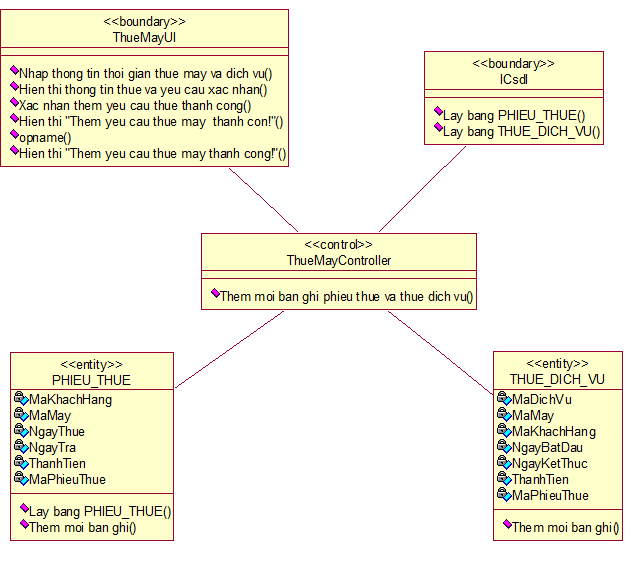 <<boundary>>
ThueMayUI
Nhap thong tin thoi gian thue may va dich vu()
Hien thi thong tin thue va yeu cau xac nhan()
Xac nhan them yeu cau thue thanh cong()
Hien thi "Them yeu cau thue may thanh con!"()
opname()
Hien thi "Them yeu cau thue may thanh cong!"()
<<boundary>>
ICsdl
Lay bang PHIEU_THUE()
Lay bang THUE_DICH_VU()
<<control>>
ThueMayController
Them moi ban ghi phieu thue va thue dich vu()
<<entity>>
PHIEU_THUE
MaKhachHang
MaMay
NgayThue
NgayTra
ThanhTien
MaPhieuThue
Lay bang PHIEU_THUE()
Them moi ban ghi()
<<entity>>
THUE_DICH_VU
MaDichVu
MaMay
MaKhachHang
NgayBatDau
NgayKetThuc
ThanhTien
MaPhieuThue
Them moi ban ghi()